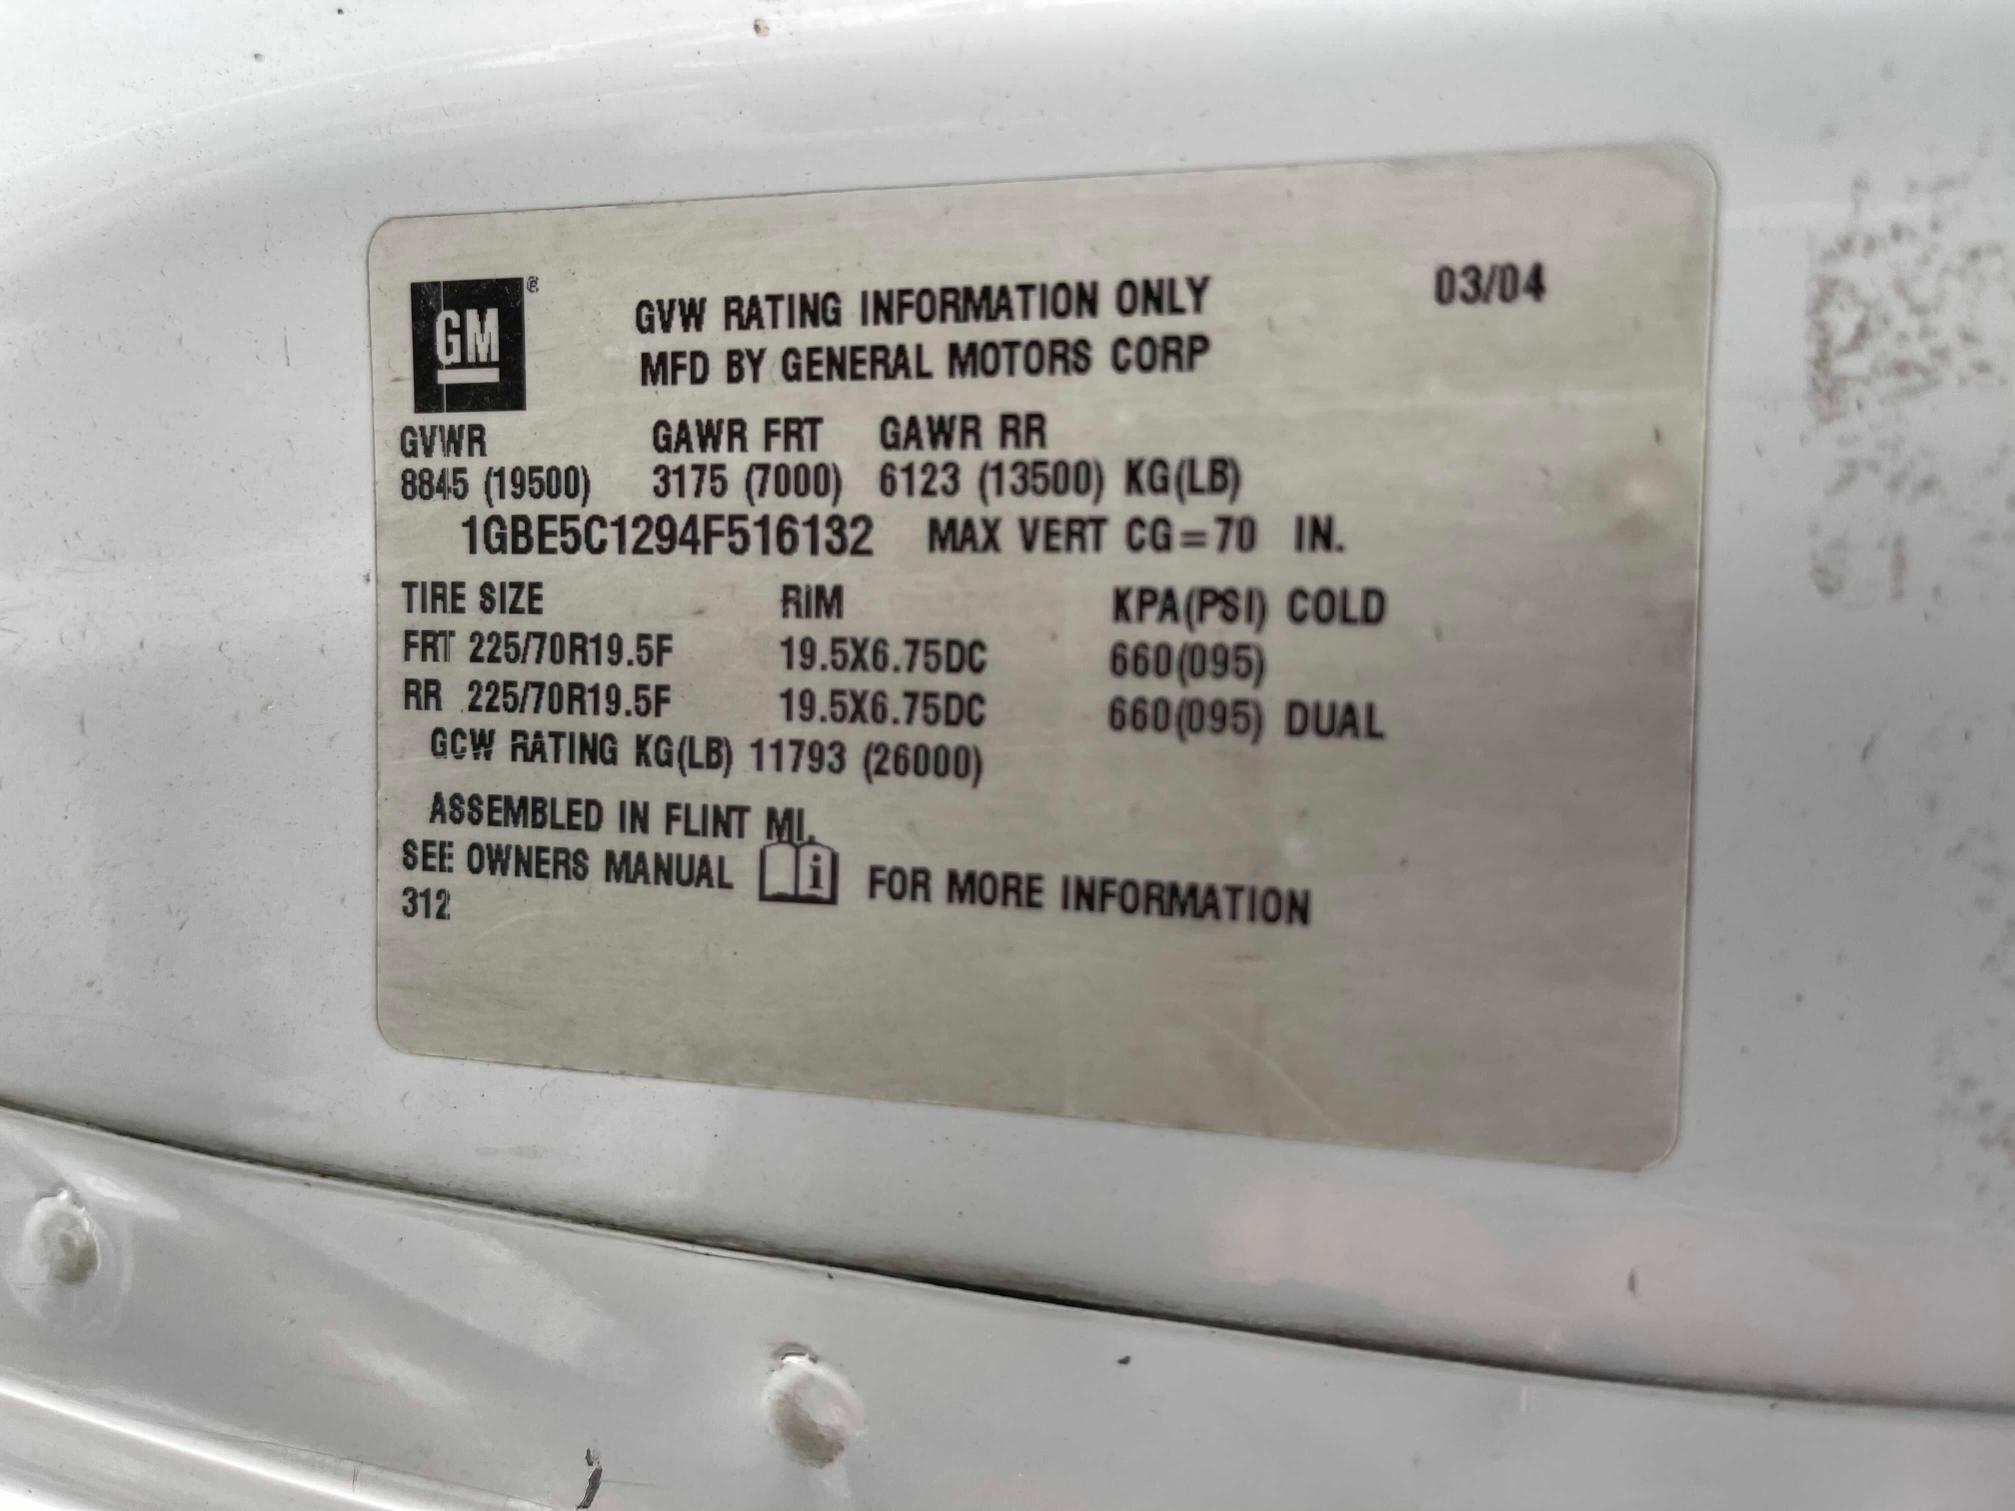 GM®
GVW RATING INFORMATION ONLY 03/04
MFD BY GENERAL MOTORS CORP
GVWR GAWR FRT GAWR RR
8845 (19500) 3175 (7000) 6123 (13500) KG(LB)
1GBE5C1294F516132 MAX VERT CG=70 IN.
TIRE SIZE RIM KPA(PSI) COLD
FRT 225/70R19.5F 19.5X6.75DC 660(095)
RR 225/70R19.5F 19.5X6.75DC 660(095) DUAL
GCW RATING KG(LB) 11793 (26000)
ASSEMBLED IN FLINT MI.
SEE OWNERS MANUAL i FOR MORE INFORMATION
312